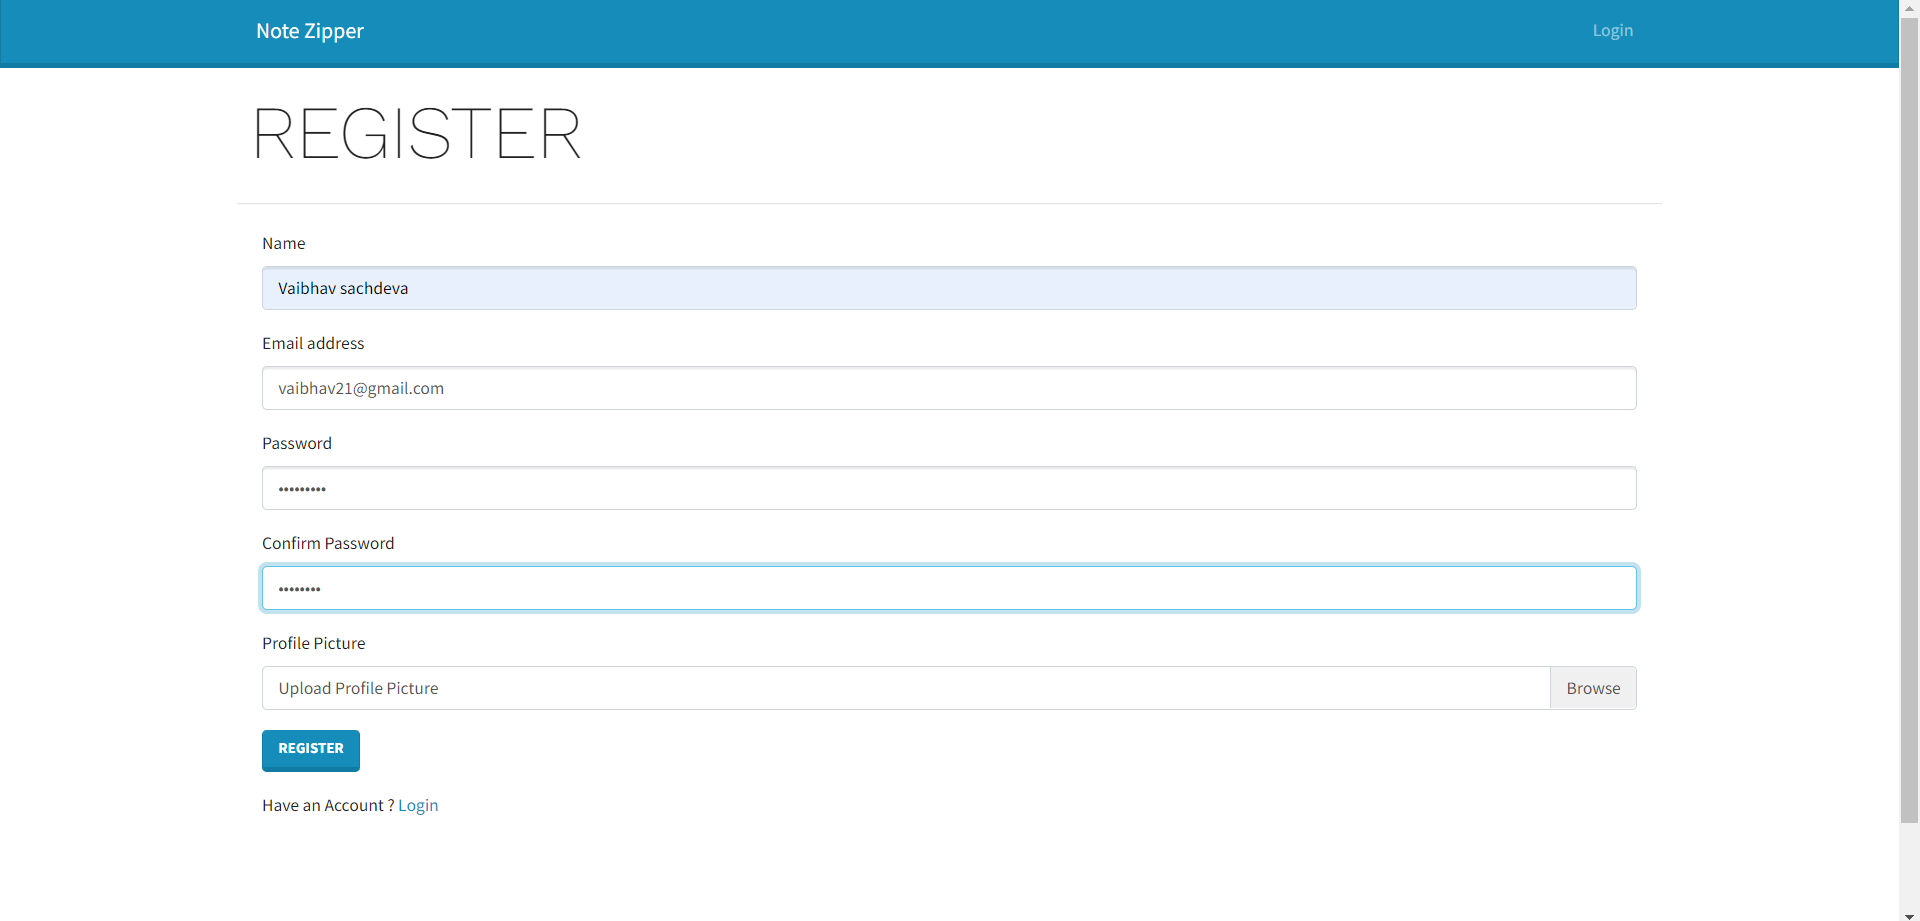 Note Zipper
Login
REGISTER
Name
Vaibhav sachdeva
Email address
vaibhav21@gmail.com
Password
•••••••••
Confirm Password
••••••••
Profile Picture
Upload Profile Picture
Browse
REGISTER
Have an Account ? Login